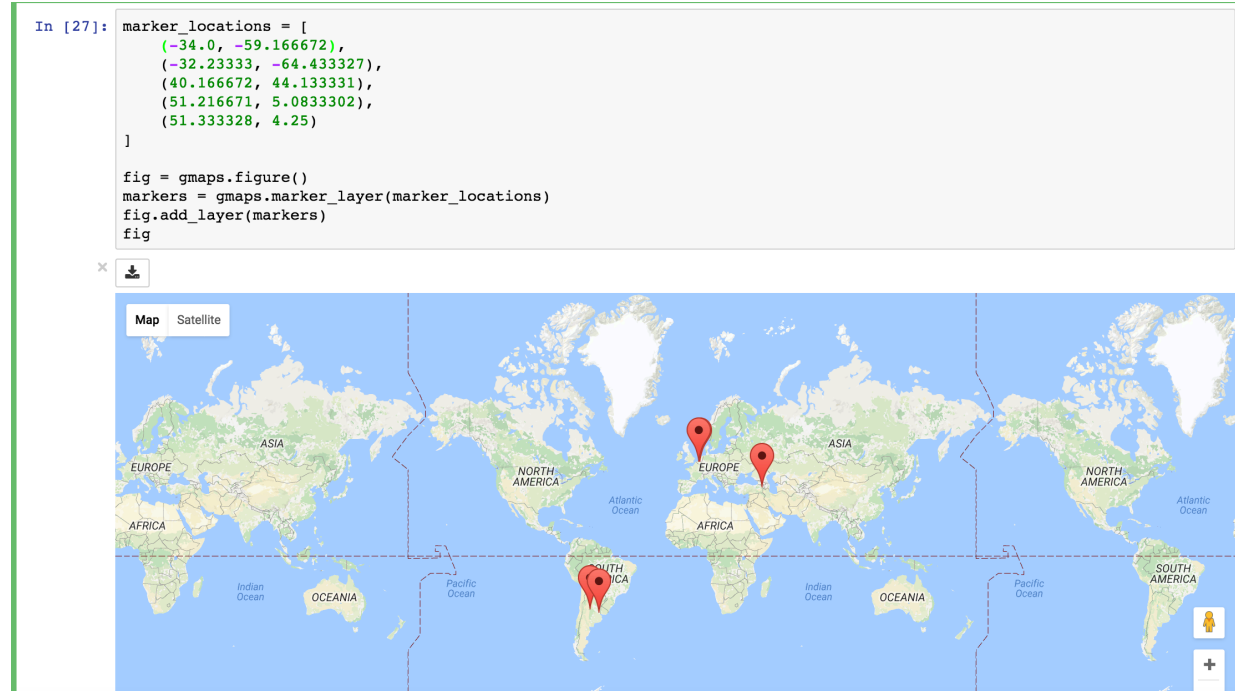 In [27]: marker_locations = [
(-34.0, -59.166672),
(-32.23333, -64.433327),
(40.166672, 44.133331),
(51.216671, 5.0833302),
(51.333328, 4.25)
]
fig = gmaps.figure()
markers = gmaps.marker_layer(marker_locations)
fig.add_layer(markers)
fig
Map Satellite
ASIA
ASIA
EUROPE
EUROPE
NORTH
AMERICA
NORTH
AMERICA
Atlantic
Ocean
Atlantic
Ocean
AFRICA
AFRICA
SOUTH
AMERICA
Indian
Ocean
OCEANIA
Pacific
Ocean
Indian
Ocean
OCEANIA
Pacific
Ocean